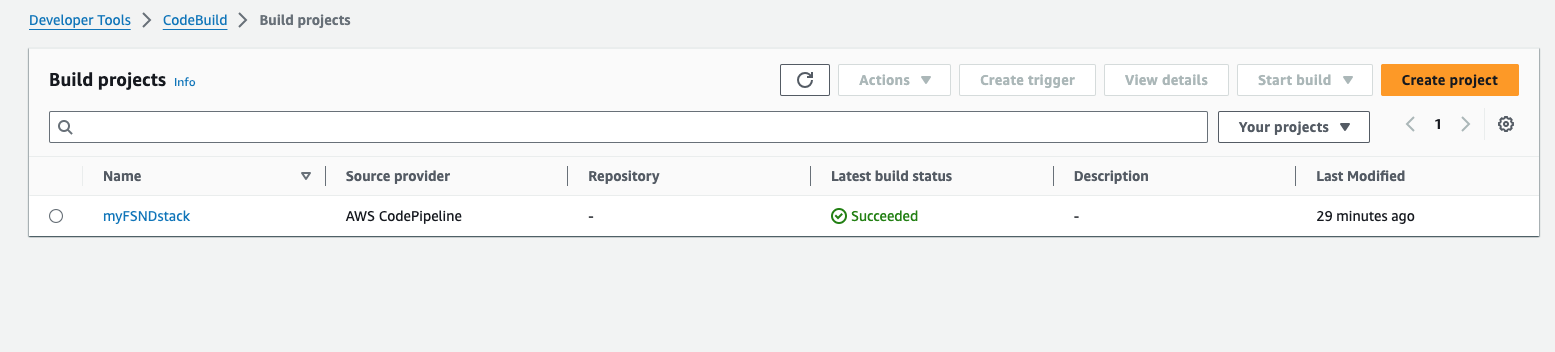 Developer Tools > CodeBuild > Build projects
Build projects Info
Actions Create trigger View details Start build Create project
Your projects 1
Name Source provider Repository Latest build status Description Last Modified
myFSNDstack AWS CodePipeline - Succeeded - 29 minutes ago